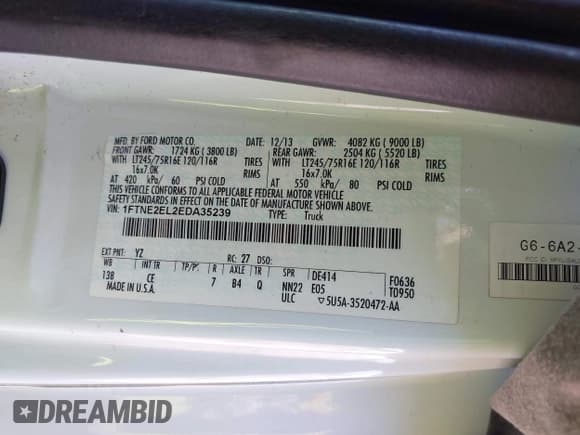 MFD. BY FORD MOTOR CO. 12/13 GVWR: 4082 KG ( 9000 LB)
FRONT GAWR: 1724 KG ( 3800 LB) REAR GAWR: 2504 KG ( 5520 LB)
WITH LT245/75R16E 120/116R TIRES WITH LT245/75R16E 120/116R TIRES
16x7.0K RIMS 16x7.0K RIMS
AT 420 kPa/ 60 PSI COLD AT 550 kPa/ 80 PSI COLD
THIS VEHICLE CONFORMS TO ALL APPLICABLE FEDERAL MOTOR VEHICLE
SAFETY STANDARDS IN EFFECT ON THE DATE OF MANUFACTURE SHOWN ABOVE.
VIN: 1FTNE2EL2EDA35239 TYPE: Truck
EXT PNT: YZ RC: 27 DSO:
WB INT TR TP/PS R AXLE TR SPR DE414 F0636
138 CE 7 B4 Q NN22 E05 T0950
MADE IN U.S.A. ULC 5U5A-3520472-AA
G6-6A2-
DREAMBID